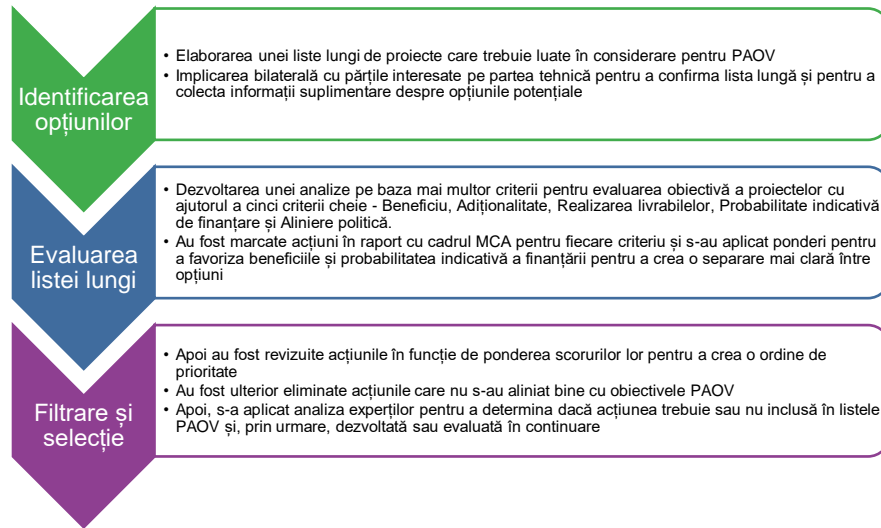 Identificarea
opțiunilor
• Elaborarea unei liste lungi de proiecte care trebuie luate în considerare pentru PAOV
• Implicarea bilaterală cu părțile interesate pe partea tehnică pentru a confirma lista lungă și pentru a
colecta informații suplimentare despre opțiunile potențiale
Evaluarea
listei lungi
• Dezvoltarea unei analize pe baza mai multor criterii pentru evaluarea obiectivă a proiectelor cu
ajutorul a cinci criterii cheie - Beneficiu, Adiționalitate, Realizarea livrabilelor, Probabilitate indicativă
de finanțare și Aliniere politică.
• Au fost marcate acțiuni în raport cu cadrul MCA pentru fiecare criteriu și s-au aplicat ponderi pentru
a favoriza beneficiile și probabilitatea indicativă a finanțării pentru a crea o separare mai clară între
opțiuni
Filtrare și
selecție
• Apoi au fost revizuite acțiunile în funcție de ponderea scorurilor lor pentru a crea o ordine de
prioritate
• Au fost ulterior eliminate acțiunile care nu s-au aliniat bine cu obiectivele PAOV
• Apoi, s-a aplicat analiza experților pentru a determina dacă acțiunea trebuie sau nu inclusă în listele
PAOV și, prin urmare, dezvoltată sau evaluată în continuare